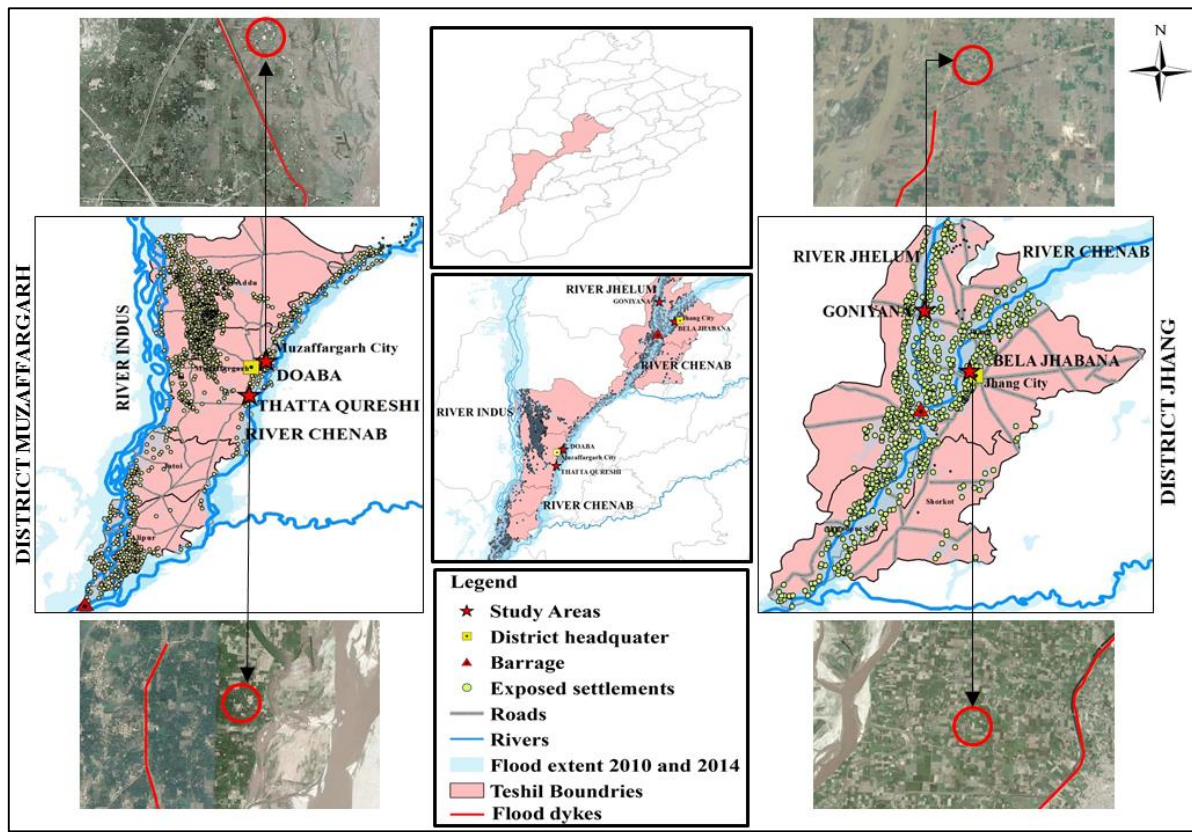 N
DISTRICT MUZAFFARGARH
RIVER INDUS
Muzaffargarh City
DOABA
THATTA QURESHI
RIVER CHENAB
Jatoi
Alipur
RIVER JHELUM
GONIYANA
Jhang City
BELA JHABANA
RIVER CHENAB
RIVER INDUS
DOABA
Muzaffargarh City
THATTA QURESHI
RIVER CHENAB
RIVER JHELUM
RIVER CHENAB
GONIYANA
BELA JHABANA
Jhang City
Shorkot
DISTRICT JHANG
Legend
Study Areas
District headquater
Barrage
Exposed settlements
Roads
Rivers
Flood extent 2010 and 2014
Teshil Boundries
Flood dykes